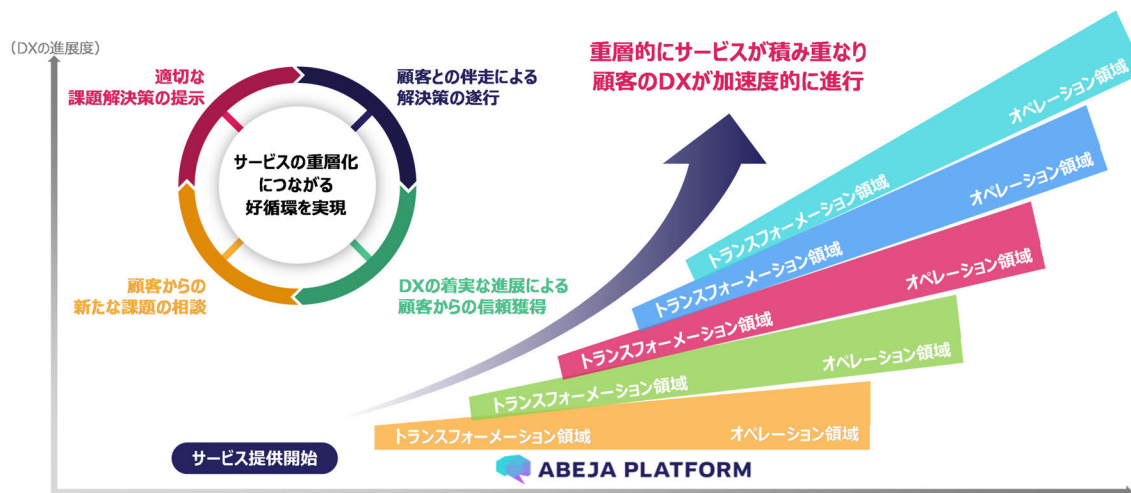 （DXの進展度）
適切な
課題解決策の提示
顧客との伴走による
解決策の遂行
サービスの重層化
につながる
好循環を実現
顧客からの
新たな課題の相談
DXの着実な進展による
顧客からの信頼獲得
重層的にサービスが積み重なり
顧客のDXが加速度的に進行
トランスフォーメーション領域
オペレーション領域
トランスフォーメーション領域
オペレーション領域
トランスフォーメーション領域
オペレーション領域
トランスフォーメーション領域
オペレーション領域
トランスフォーメーション領域
オペレーション領域
サービス提供開始
ABEJA PLATFORM